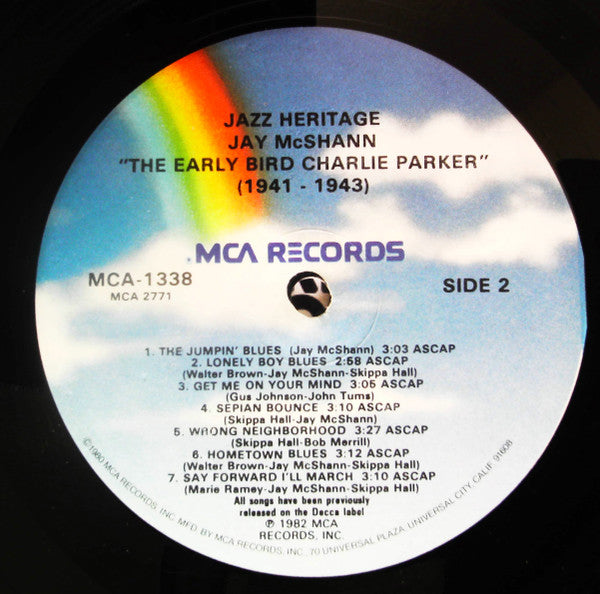 JAZZ HERITAGE
JAY McSHANN
"THE EARLY BIRD CHARLIE PARKER"
(1941 - 1943)
MCA RECORDS
MCA-1338
MCA 2771
SIDE 2
1. THE JUMPIN' BLUES (Jay McShann) 3:03 ASCAP
2. LONELY BOY BLUES 2:58 ASCAP
(Walter Brown-Jay McShann-Skippa Hall)
3. GET ME ON YOUR MIND 3:05 ASCAP
(Gus Johnson-John Tums)
4. SEPIAN BOUNCE 3:10 ASCAP
(Skippa Hall-Jay McShann)
5. WRONG NEIGHBORHOOD 3:27 ASCAP
(Skippa Hall-Bob Merrill)
6. HOMETOWN BLUES 3:12 ASCAP
(Walter Brown-Jay McShann-Skippa Hall)
7. SAY FORWARD I'LL MARCH 3:10 ASCAP
(Marie Ramey-Jay McShann-Skippa Hall)
All songs have been previously
released on the Decca label
℗ 1982 MCA
RECORDS, INC.
©1980 MCA RECORDS, INC. MFD. BY MCA RECORDS, INC. 70 UNIVERSAL PLAZA, UNIVERSAL CITY, CALIF. 91608